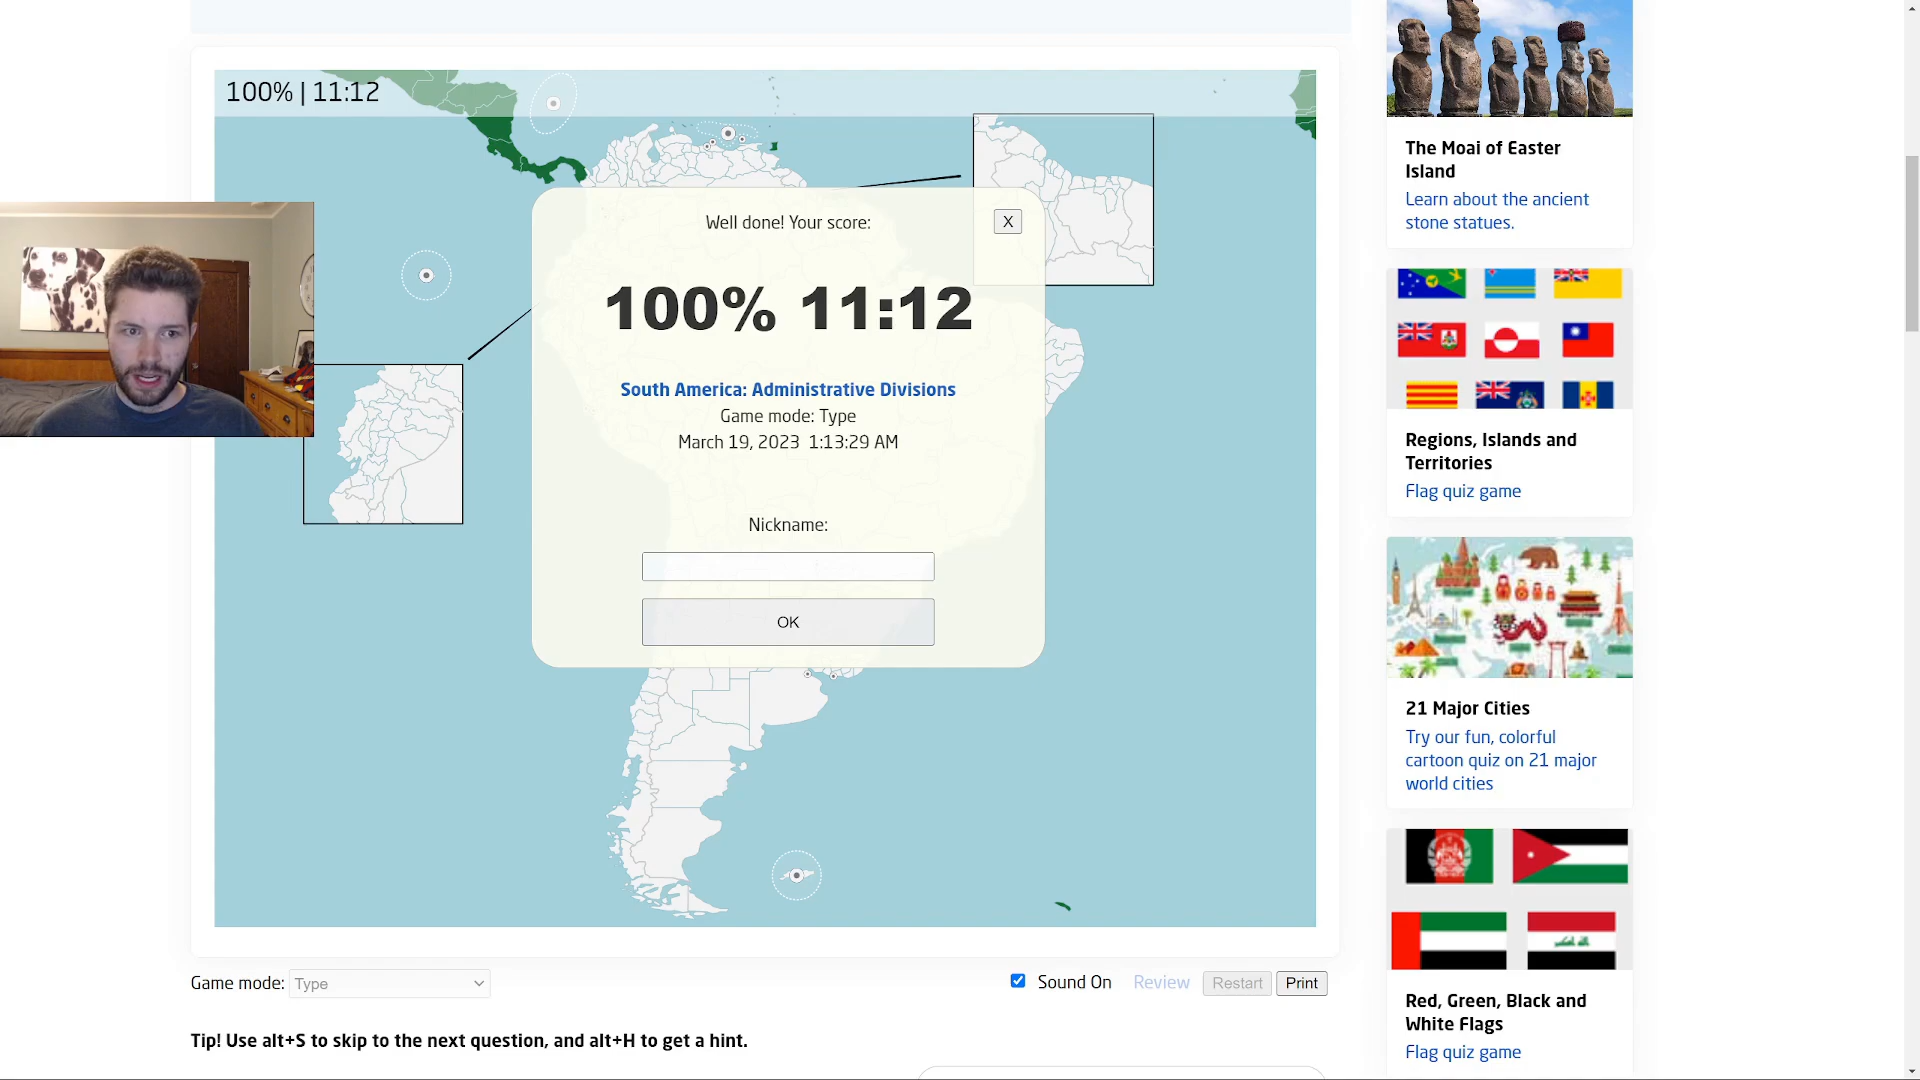 100% | 11:12
Well done! Your score:
X
100% 11:12
South America: Administrative Divisions
Game mode: Type
March 19, 2023 1:13:29 AM
Nickname:
OK
Game mode:
Type
Sound On
Review
Restart
Print
Tip! Use alt+S to skip to the next question, and alt+H to get a hint.
The Moai of Easter
Island
Learn about the ancient
stone statues.
Regions, Islands and
Territories
Flag quiz game
21 Major Cities
Try our fun, colorful
cartoon quiz on 21 major
world cities
Red, Green, Black and
White Flags
Flag quiz game